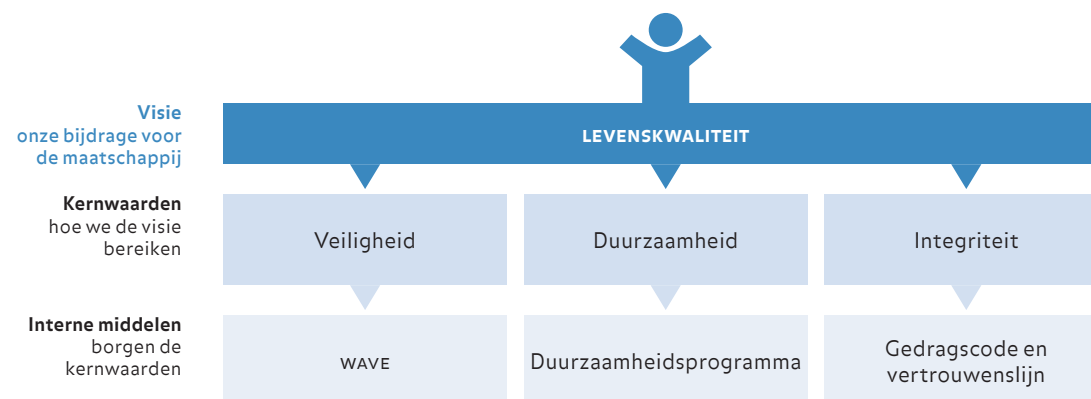 Visie
onze bijdrage voor
de maatschappij
LEVENSKWALITEIT
Kernwaarden
hoe we de visie
bereiken
Veiligheid
Duurzaamheid
Integriteit
Interne middelen
borgen de
kernwaarden
WAVE
Duurzaamheidsprogramma
Gedragscode en
vertrouwenslijn